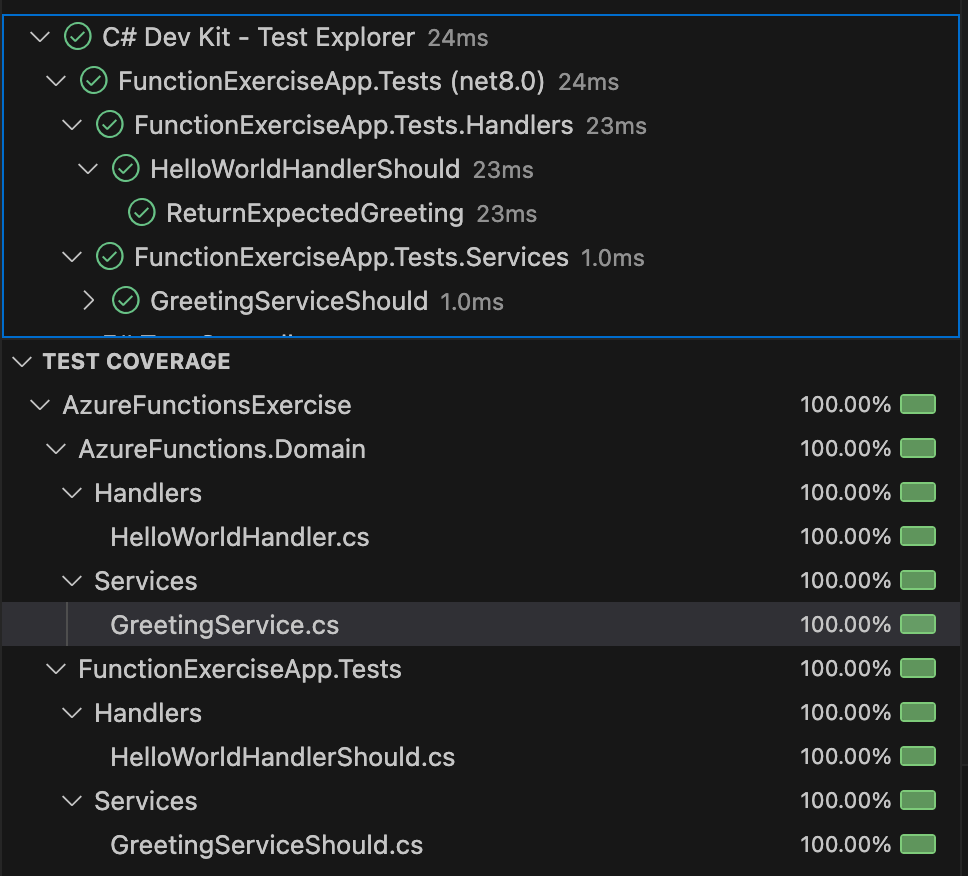 C# Dev Kit - Test Explorer 24ms
FunctionExerciseApp.Tests (net8.0) 24ms
FunctionExerciseApp.Tests.Handlers 23ms
HelloWorldHandlerShould 23ms
ReturnExpectedGreeting 23ms
FunctionExerciseApp.Tests.Services 1.0ms
GreetingServiceShould 1.0ms
TEST COVERAGE
AzureFunctionsExercise 100.00%
AzureFunctions.Domain 100.00%
Handlers 100.00%
HelloWorldHandler.cs 100.00%
Services 100.00%
GreetingService.cs 100.00%
FunctionExerciseApp.Tests 100.00%
Handlers 100.00%
HelloWorldHandlerShould.cs 100.00%
Services 100.00%
GreetingServiceShould.cs 100.00%